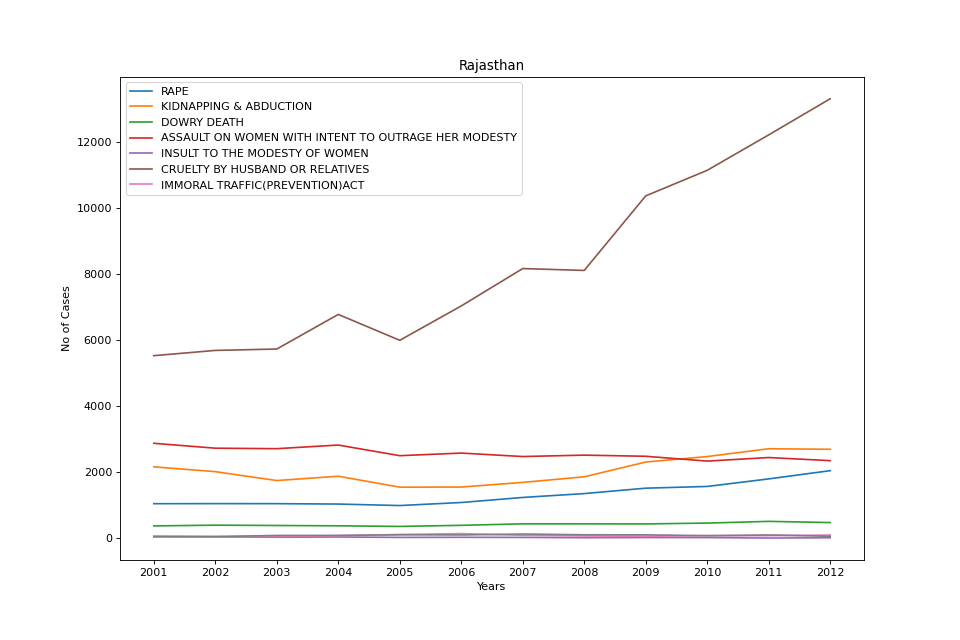 Rajasthan
RAPE
KIDNAPPING & ABDUCTION
DOWRY DEATH
ASSAULT ON WOMEN WITH INTENT TO OUTRAGE HER MODESTY
INSULT TO THE MODESTY OF WOMEN
CRUELTY BY HUSBAND OR RELATIVES
IMMORAL TRAFFIC(PREVENTION)ACT
12000
10000
8000
6000
4000
2000
0
No of Cases
2001 2002 2003 2004 2005 2006 2007 2008 2009 2010 2011 2012
Years